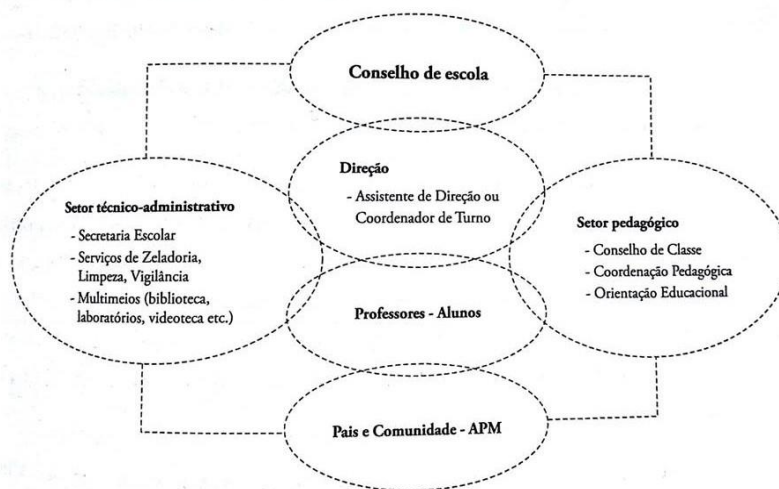 Conselho de escola
Direção
- Assistente de Direção ou
Coordenador de Turno
Setor técnico-administrativo
- Secretaria Escolar
- Serviços de Zeladoria,
Limpeza, Vigilância
- Multimeios (biblioteca,
laboratórios, videoteca etc.)
Setor pedagógico
- Conselho de Classe
- Coordenação Pedagógica
- Orientação Educacional
Professores - Alunos
Pais e Comunidade - APM